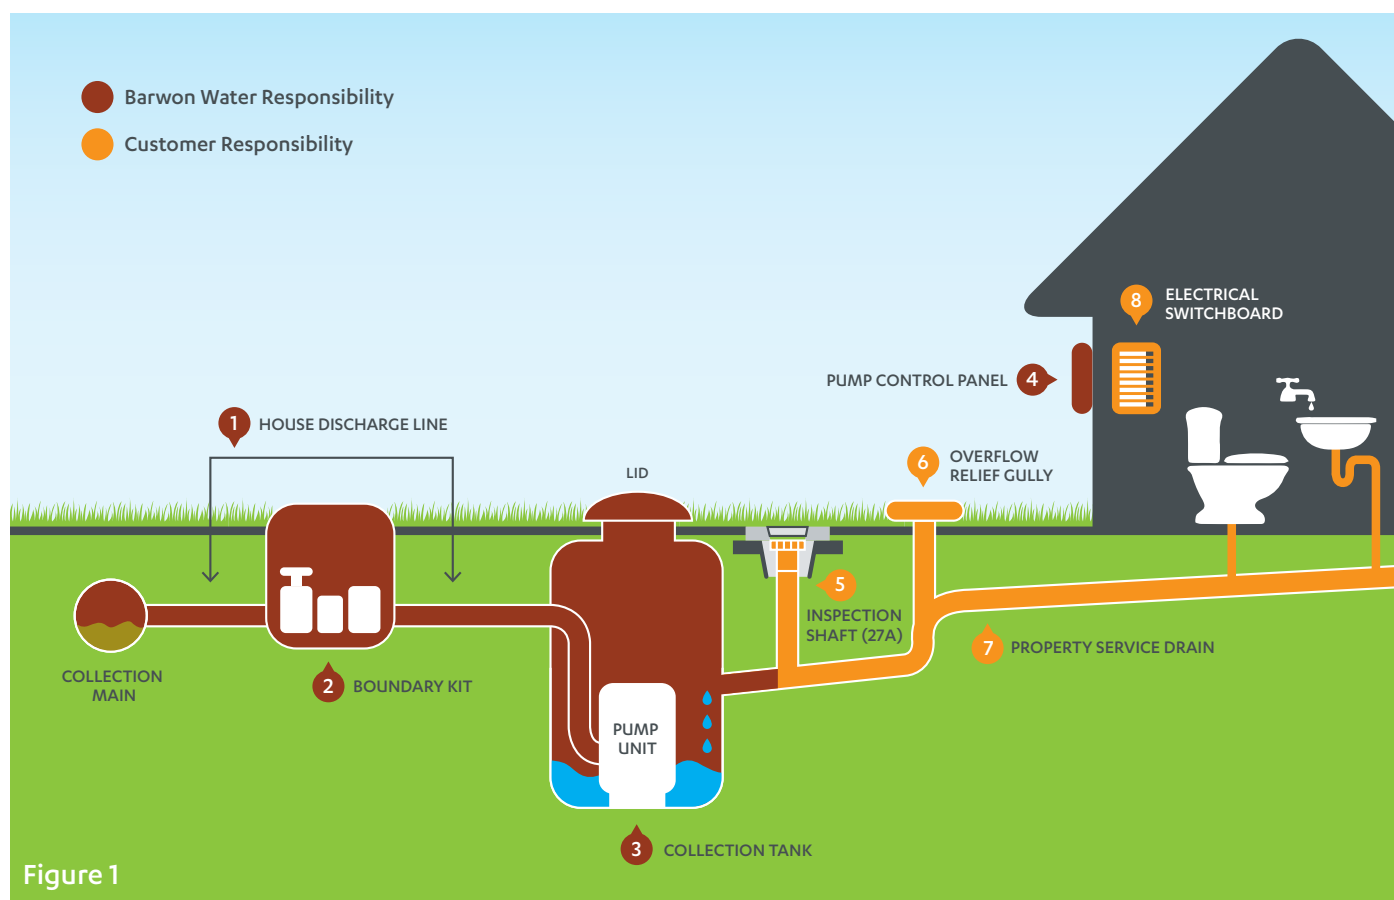 Barwon Water Responsibility
Customer Responsibility
8
ELECTRICAL
SWITCHBOARD
PUMP CONTROL PANEL
4
1
HOUSE DISCHARGE LINE
LID
6
OVERFLOW
RELIEF GULLY
5
INSPECTION
SHAFT (27A)
7
PROPERTY SERVICE DRAIN
COLLECTION
MAIN
2
BOUNDARY KIT
PUMP
UNIT
3
COLLECTION TANK
Figure 1